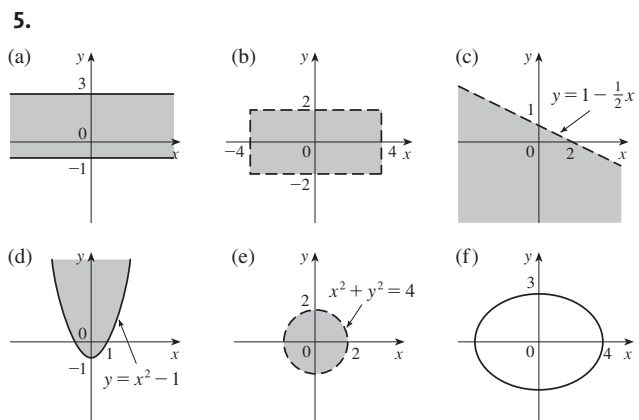 5.
(a)
y
3
0
x
−1
(b)
y
2
−4
0
4 x
−2
(c)
y
y = 1 − 1/2 x
1
0
2
x
(d)
y
0
1
x
−1
y = x² − 1
(e)
y
x² + y² = 4
2
0
2
x
(f)
y
3
0
4 x